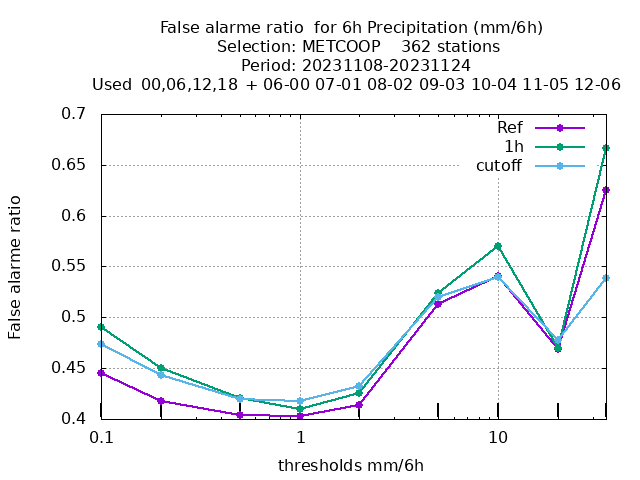 False alarme ratio  for 6h Precipitation (mm/6h)
Selection: METCOOP    362 stations
Period: 20231108-20231124
Used  00,06,12,18  + 06-00 07-01 08-02 09-03 10-04 11-05 12-06
0.7
0.65
0.6
0.55
0.5
0.45
0.4
False alarme ratio
Ref
1h
cutoff
0.1
1
10
thresholds mm/6h